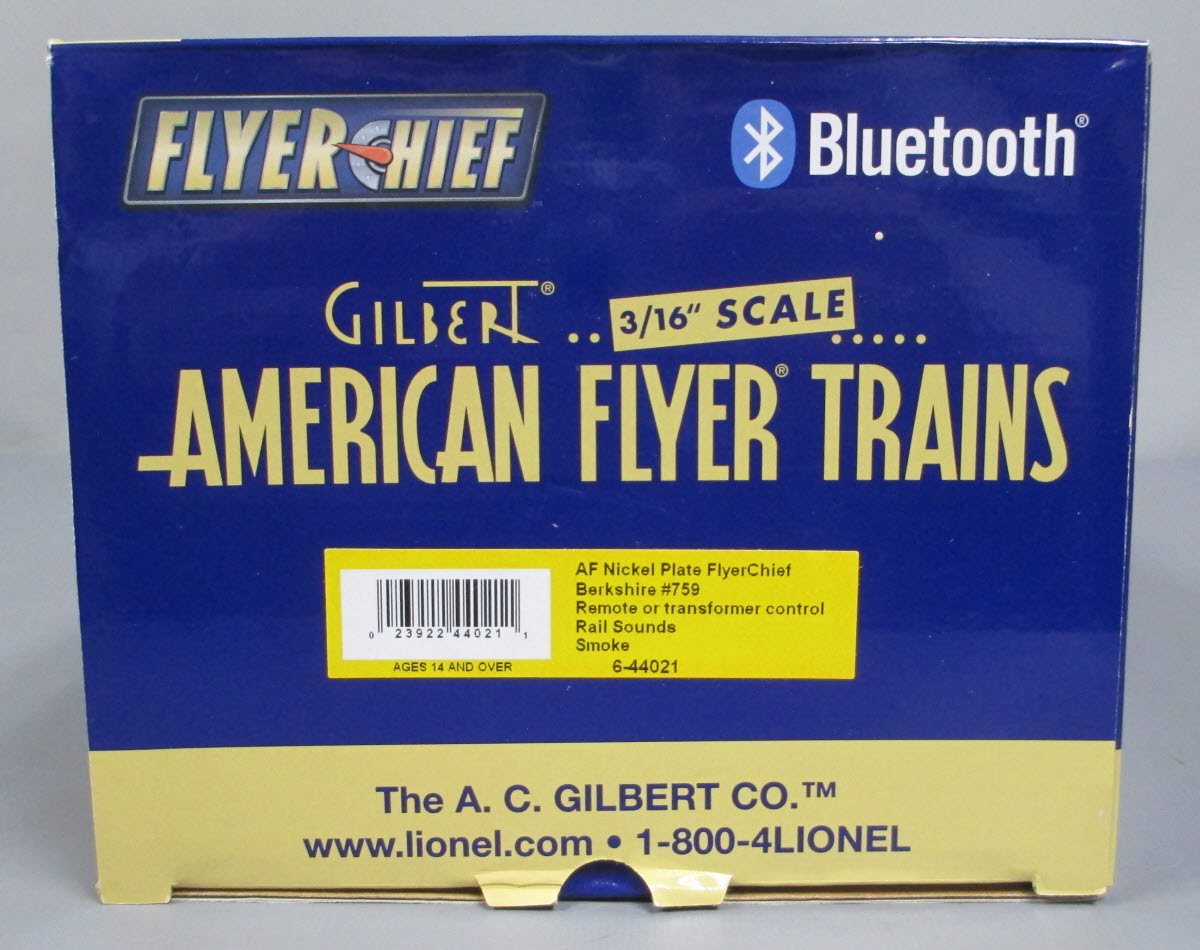 FLYERCHIEF
Bluetooth®
GILBERT® .. 3/16" SCALE .....
AMERICAN FLYER® TRAINS
AF Nickel Plate FlyerChief
Berkshire #759
Remote or transformer control
Rail Sounds
Smoke
6-44021
0 23922 44021 1
AGES 14 AND OVER
The A. C. GILBERT CO.™
www.lionel.com • 1-800-4LIONEL